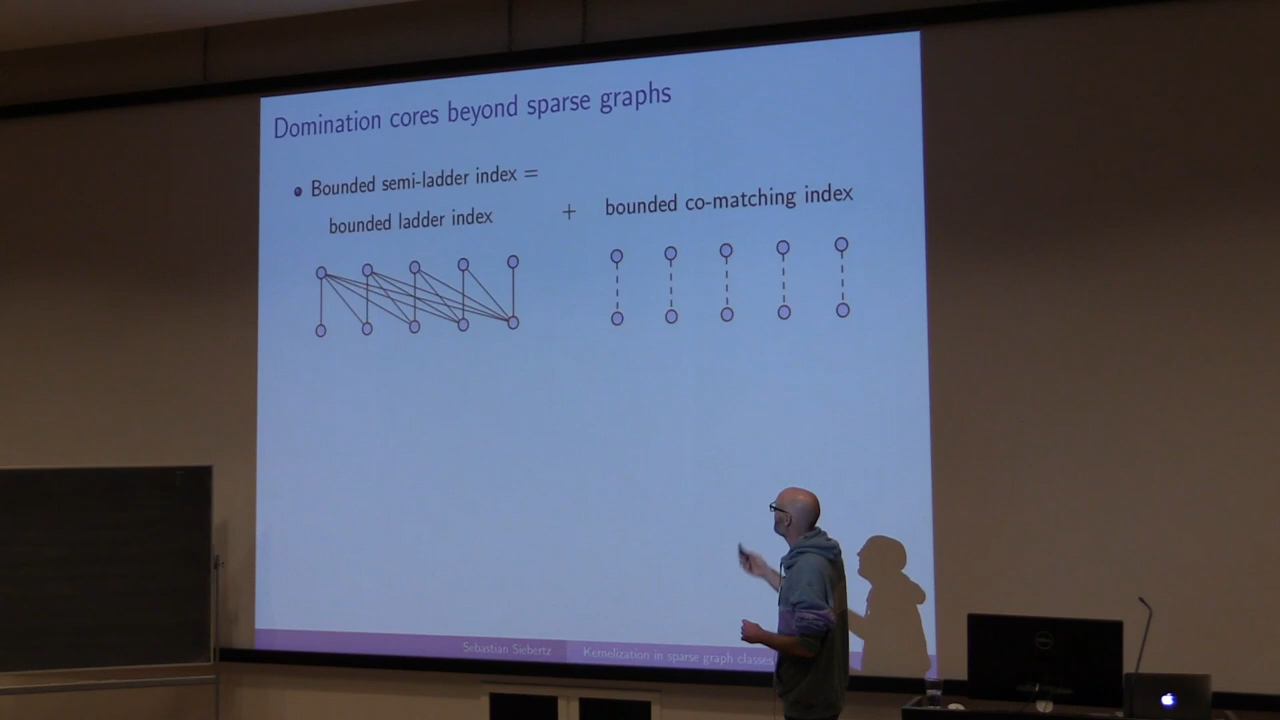 Domination cores beyond sparse graphs
Bounded semi-ladder index =
bounded ladder index + bounded co-matching index
Sebastian Siebertz Kernelization in sparse graph classes
DELL